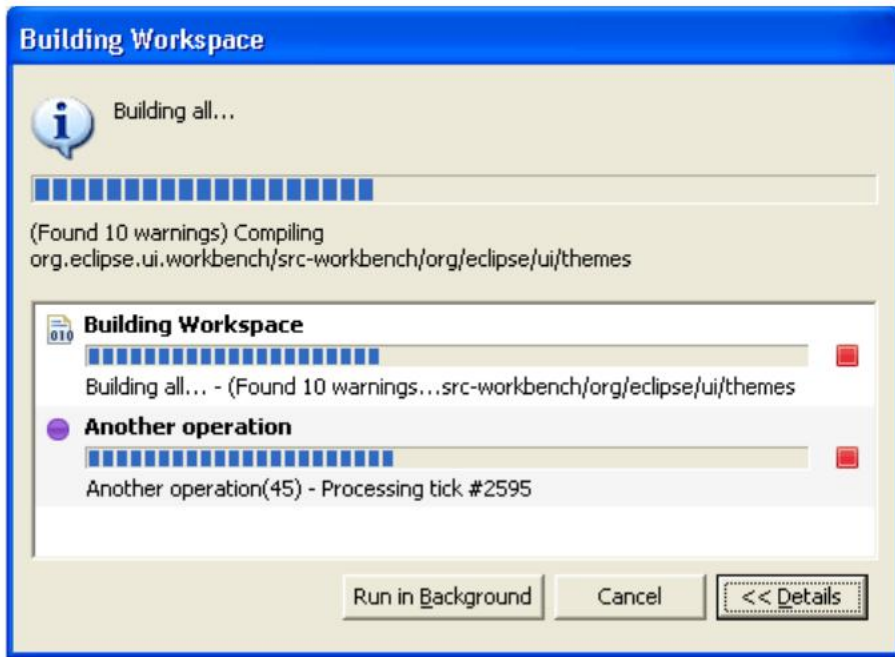 Building Workspace
Building all...
(Found 10 warnings) Compiling
org.eclipse.ui.workbench/src-workbench/org/eclipse/ui/themes
010 Building Workspace
Building all... - (Found 10 warnings...src-workbench/org/eclipse/ui/themes
Another operation
Another operation(45) - Processing tick #2595
Run in Background Cancel << Details